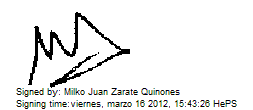 Signed by: Milko Juan Zarate Quinones
Signing time: viernes, marzo 16 2012, 15:43:26 HePS